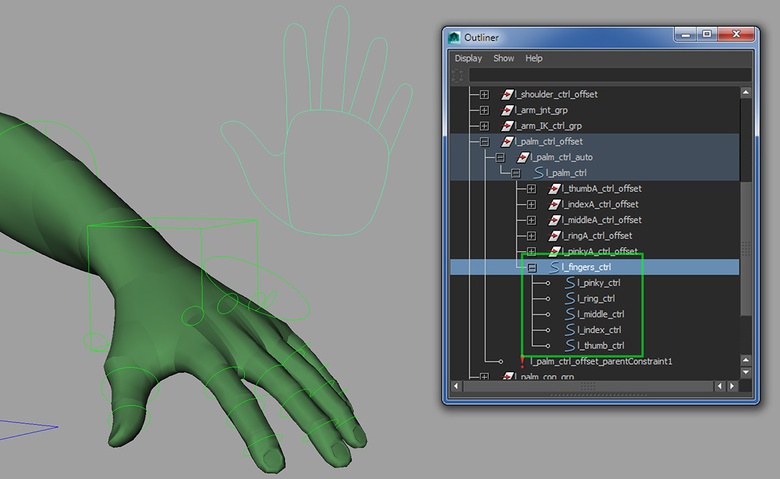 Outliner
Display Show Help
l_shoulder_ctrl_offset
l_arm_jnt_grp
l_arm_IK_ctrl_grp
l_palm_ctrl_offset
l_palm_ctrl_auto
l_palm_ctrl
l_thumbA_ctrl_offset
l_indexA_ctrl_offset
l_middleA_ctrl_offset
l_ringA_ctrl_offset
l_pinkyA_ctrl_offset
l_fingers_ctrl
l_pinky_ctrl
l_ring_ctrl
l_middle_ctrl
l_index_ctrl
l_thumb_ctrl
l_palm_ctrl_offset_parentConstraint1
l_palm_con_grp